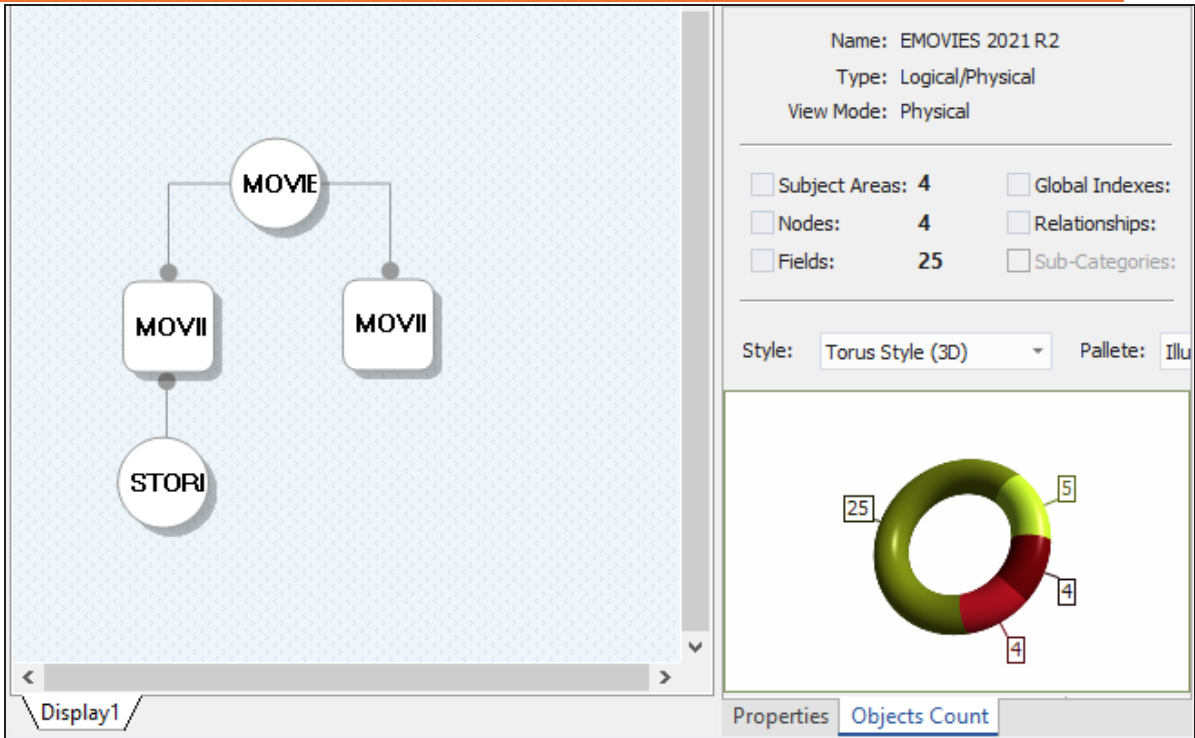 MOVIE
MOVII
MOVII
STORI
Display1
Name: EMOVIES 2021 R2
Type: Logical/Physical
View Mode: Physical
Subject Areas: 4 Global Indexes:
Nodes: 4 Relationships:
Fields: 25 Sub-Categories:
Style: Torus Style (3D) Pallete: Illu
25
5
4
4
Properties Objects Count